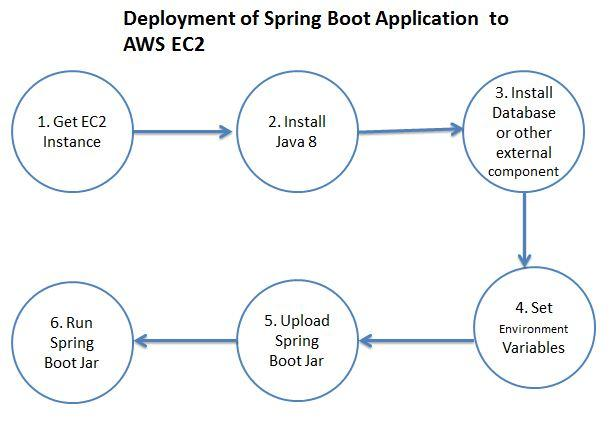 Deployment of Spring Boot Application  to
AWS EC2
1. Get EC2
Instance
2. Install
Java 8
3. Install
Database
or other
external
component
4. Set
Environment
Variables
5. Upload
Spring
Boot Jar
6. Run
Spring
Boot Jar